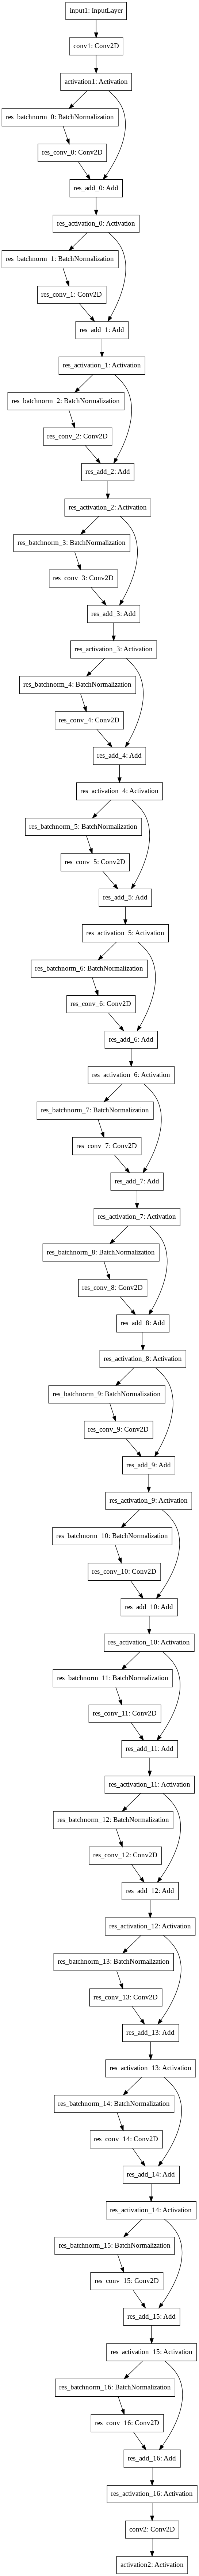 input1: InputLayer
conv1: Conv2D
activation1: Activation
res_batchnorm_0: BatchNormalization
res_conv_0: Conv2D
res_add_0: Add
res_activation_0: Activation
res_batchnorm_1: BatchNormalization
res_conv_1: Conv2D
res_add_1: Add
res_activation_1: Activation
res_batchnorm_2: BatchNormalization
res_conv_2: Conv2D
res_add_2: Add
res_activation_2: Activation
res_batchnorm_3: BatchNormalization
res_conv_3: Conv2D
res_add_3: Add
res_activation_3: Activation
res_batchnorm_4: BatchNormalization
res_conv_4: Conv2D
res_add_4: Add
res_activation_4: Activation
res_batchnorm_5: BatchNormalization
res_conv_5: Conv2D
res_add_5: Add
res_activation_5: Activation
res_batchnorm_6: BatchNormalization
res_conv_6: Conv2D
res_add_6: Add
res_activation_6: Activation
res_batchnorm_7: BatchNormalization
res_conv_7: Conv2D
res_add_7: Add
res_activation_7: Activation
res_batchnorm_8: BatchNormalization
res_conv_8: Conv2D
res_add_8: Add
res_activation_8: Activation
res_batchnorm_9: BatchNormalization
res_conv_9: Conv2D
res_add_9: Add
res_activation_9: Activation
res_batchnorm_10: BatchNormalization
res_conv_10: Conv2D
res_add_10: Add
res_activation_10: Activation
res_batchnorm_11: BatchNormalization
res_conv_11: Conv2D
res_add_11: Add
res_activation_11: Activation
res_batchnorm_12: BatchNormalization
res_conv_12: Conv2D
res_add_12: Add
res_activation_12: Activation
res_batchnorm_13: BatchNormalization
res_conv_13: Conv2D
res_add_13: Add
res_activation_13: Activation
res_batchnorm_14: BatchNormalization
res_conv_14: Conv2D
res_add_14: Add
res_activation_14: Activation
res_batchnorm_15: BatchNormalization
res_conv_15: Conv2D
res_add_15: Add
res_activation_15: Activation
res_batchnorm_16: BatchNormalization
res_conv_16: Conv2D
res_add_16: Add
res_activation_16: Activation
conv2: Conv2D
activation2: Activation